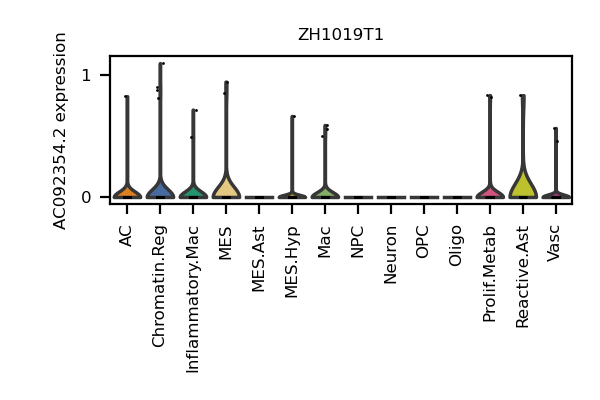 ZH1019T1
AC092354.2 expression
1
0
AC
Chromatin.Reg
Inflammatory.Mac
MES
MES.Ast
MES.Hyp
Mac
NPC
Neuron
OPC
Oligo
Prolif.Metab
Reactive.Ast
Vasc